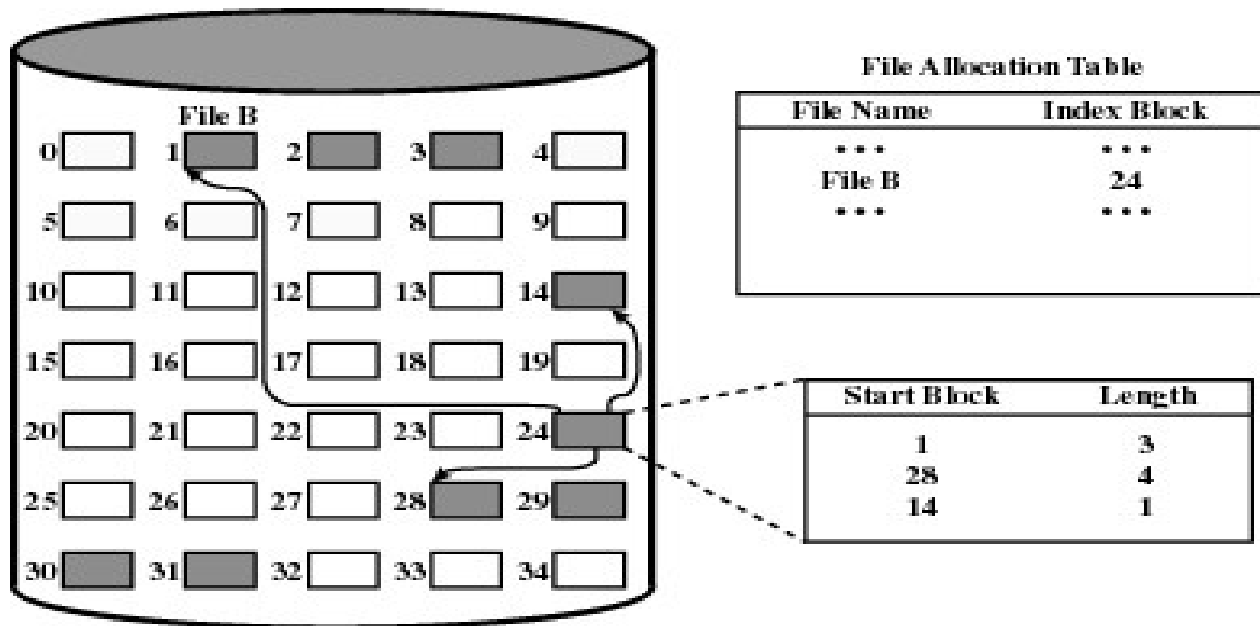 File B
0 1 2 3 4
5 6 7 8 9
10 11 12 13 14
15 16 17 18 19
20 21 22 23 24
25 26 27 28 29
30 31 32 33 34
File Allocation Table
File Name Index Block
• • • • • •
File B 24
• • • • • •
Start Block Length
1 3
28 4
14 1